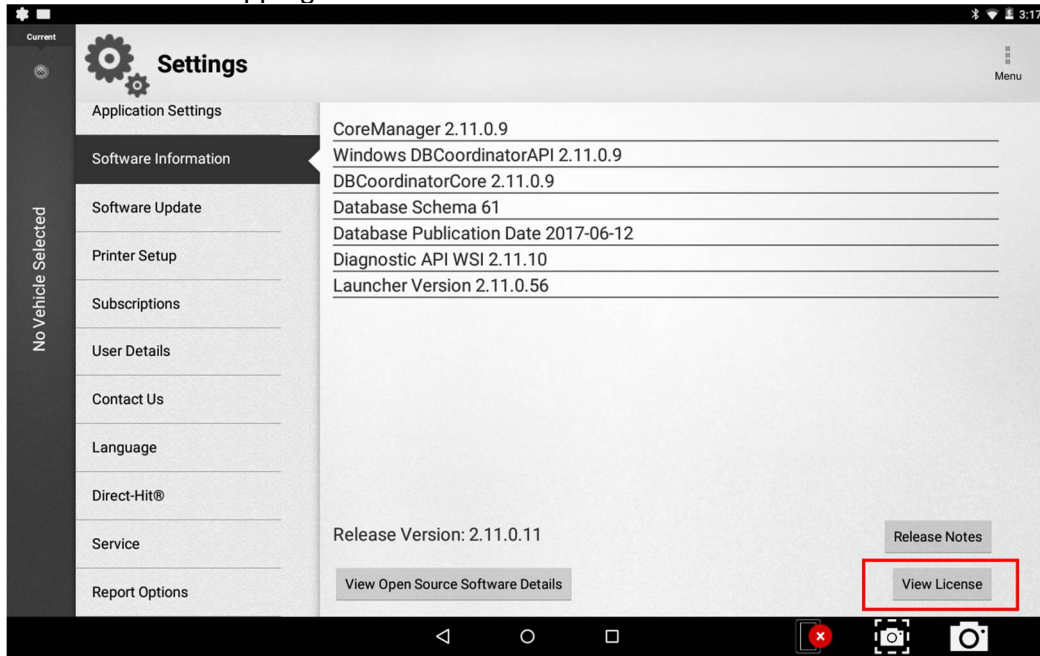 3:17
Current
Settings
Menu
No Vehicle Selected
Application Settings
Software Information
Software Update
Printer Setup
Subscriptions
User Details
Contact Us
Language
Direct-Hit®
Service
Report Options
CoreManager 2.11.0.9
Windows DBCoordinatorAPI 2.11.0.9
DBCoordinatorCore 2.11.0.9
Database Schema 61
Database Publication Date 2017-06-12
Diagnostic API WSI 2.11.10
Launcher Version 2.11.0.56
Release Version: 2.11.0.11
Release Notes
View Open Source Software Details
View License